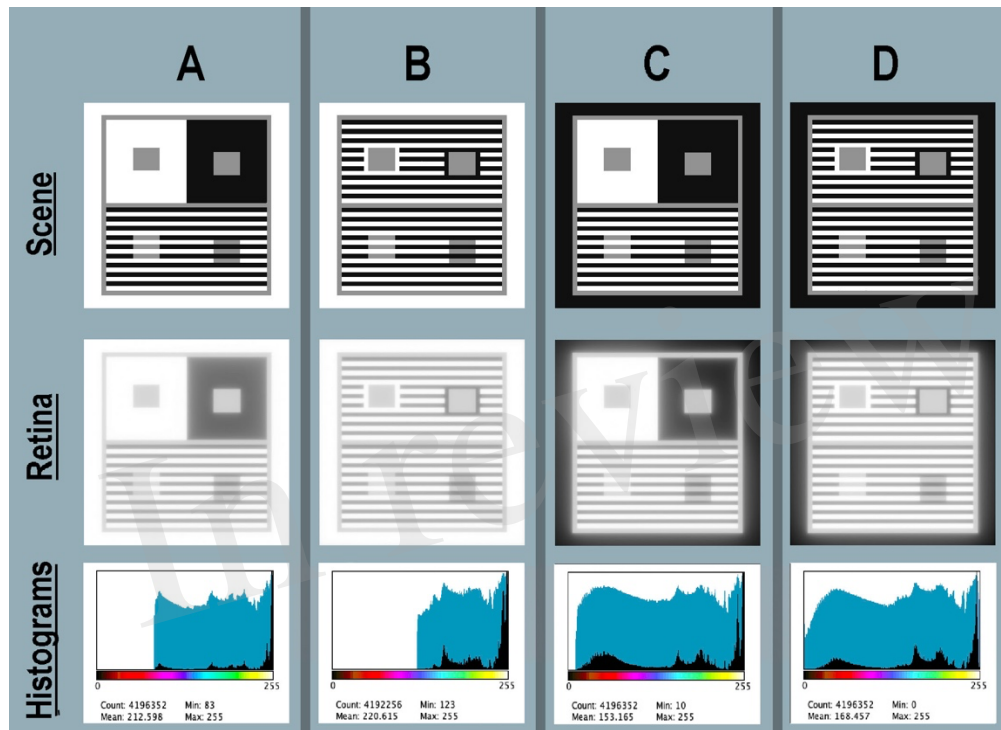 A B C D
Scene
Retina
In review
Histograms
0 255 0 255 0 255 0 255
Count: 4196352 Min: 83 Count: 4192256 Min: 123 Count: 4196352 Min: 10 Count: 4196352 Min: 0
Mean: 212.598 Max: 255 Mean: 220.615 Max: 255 Mean: 153.165 Max: 255 Mean: 168.457 Max: 255